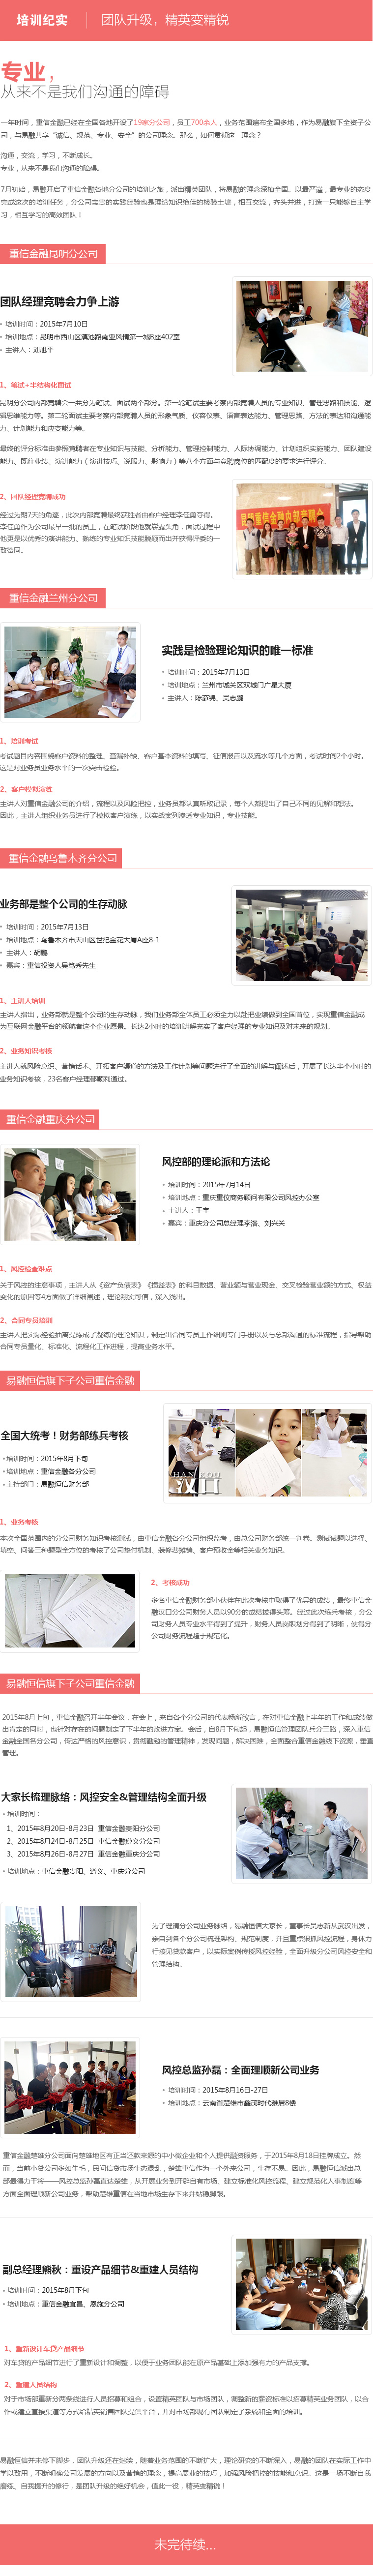 培训纪实 团队升级，精英变精锐
专业，
从来不是我们沟通的障碍
一年时间，重信金融已经在全国各地开设了19家分公司，员工700余人，业务范围遍布全国多地，作为易融旗下全资子公
司，与易融共享“诚信、规范、专业、安全”的公司理念。那么，如何贯彻这一理念？
沟通，交流，学习，不断成长。
专业，从来不是我们沟通的障碍。
7月初始，易融开启了重信金融各地分公司的培训之旅，派出精英团队，将易融的理念深植全国。以最严谨，最专业的态度
完成这次的培训任务，分公司宝贵的实践经验也是理论知识绝佳的检验土壤，相互交流，齐头并进，打造一只能够自主学
习，相互学习的高效团队！
重信金融昆明分公司
团队经理竞聘会力争上游
培训时间：2015年7月10日
培训地点：昆明市西山区滇池路南亚风情第一城B座402室
主讲人：刘旭平
1、笔试+半结构化面试
昆明分公司内部竞聘会一共分为笔试、面试两个部分。第一轮笔试主要考察内部竞聘人员的专业知识、管理思路和技能、逻
辑思维能力等。第二轮面试主要考察内部竞聘人员的形象气质、仪容仪表、语言表达能力、管理思路、方法的表达和沟通能
力、计划能力和应变能力等。
最终的评分标准由参照竞聘者在专业知识与技能、分析能力、管理控制能力、人际协调能力、计划组织实施能力、团队建设
能力、既往业绩、演讲能力（演讲技巧、说服力、影响力）等八个方面与竞聘岗位的匹配度的要求进行评分。
2、团队经理竞聘成功
经过为期7天的角逐，此次内部竞聘最终获胜者由客户经理李佳赟夺得。
李佳赟作为公司最早一批的员工，在笔试阶段他就崭露头角，面试过程中
他更是以优秀的演讲能力、熟练的专业知识技能脱颖而出并获得评委的一
致赞同。
重信金融兰州分公司
实践是检验理论知识的唯一标准
培训时间：2015年7月13日
培训地点：兰州市城关区双城门广星大厦
主讲人：陈彦锦、吴志鹏
1、培训考试
考试题目内容围绕客户资料的整理、查漏补缺、客户基本资料的填写、征信报告以及流水等几个方面，考试时间2个小时。
这是对业务员业务水平的一次突击检验。
2、客户模拟演练
主讲人对重信金融公司的介绍，流程以及风险把控，业务员都认真听取记录，每个人都提出了自己不同的见解和想法。
因此，主讲人组织业务员进行了模拟客户演练，以实战案列渗透专业知识，专业技能。
重信金融乌鲁木齐分公司
业务部是整个公司的生存动脉
培训时间：2015年7月13日
培训地点：乌鲁木齐市天山区世纪金花大厦A座8-1
主讲人：胡鹏
嘉宾：重信投资人吴笃秀先生
1、主讲人培训
主讲人指出，业务部就是整个公司的生存动脉，我们业务部全体员工必须全力以赴把业绩做到全国首位，实现重信金融成
为互联网金融平台的领航者这个企业愿景。长达2小时的培训讲解充实了客户经理的专业知识及对未来的规划。
2、业务知识考核
主讲人就风险意识、营销话术、开拓客户渠道的方法及工作计划等问题进行了全面的讲解与阐述后，开展了长达半个小时的
业务知识考核，23名客户经理都顺利通过。
重信金融重庆分公司
风控部的理论派和方法论
培训时间：2015年7月14日
培训地点：重庆重仪商务顾问有限公司风控办公室
主讲人：干宇
嘉宾：重庆分公司总经理李潘、刘兴关
1、风控检查难点
关于风控的注意事项，主讲人从《资产负债表》《损益表》的科目数据、营业额与营业现金、交叉检验营业额的方式、权益
变化的原因等4方面做了详细阐述，理论翔实可信，深入浅出。
2、合同专员培训
主讲人把实际经验抽离提炼成了凝练的理论知识，制定出合同专员工作细则专门手册以及与总部沟通的标准流程，指导帮助
合同专员量化、标准化、流程化工作进程，提高业务水平。
易融恒信旗下子公司重信金融
全国大统考！财务部练兵考核
培训时间：2015年8月下旬
培训地点：重信金融各分公司
主持部门：易融恒信财务部
汉口
1、业务考核
本次全国范围内的分公司财务知识考核测试，由重信金融各分公司组织监考，由总公司财务部统一判卷。测试试题以选择、
填空、问答三种题型全方位的考核了公司垫付机制、装修费摊销、客户预收金等相关业务知识。
2、考核成功
多名重信金融财务部小伙伴在此次考核中取得了优异的成绩，最终重信金
融汉口分公司财务人员以90分的成绩拔得头筹。经过此次练兵考核，分公
司财务人员专业水平得到了提升，财务人员岗职划分得到了明晰，使得分
公司财务流程趋于规范化。
易融恒信旗下子公司重信金融
2015年8月上旬，重信金融召开半年会议，在会上，来自各个分公司的代表畅所欲言，在对重信金融上半年的工作和成绩做
出肯定的同时，也针对存在的问题制定了下半年的改进方案。会后，自8月下旬起，易融恒信管理团队兵分三路，深入重信
金融全国各分公司，传达严格的风控意识，贯彻勤勉的管理精神，发现问题，解决困难，全面整合重信金融线下资源，垂直
管理。
大家长梳理脉络：风控安全&管理结构全面升级
培训时间：
1、2015年8月20日-8月23日 重信金融贵阳分公司
2、2015年8月24日-8月25日 重信金融遵义分公司
3、2015年8月26日-8月27日 重信金融重庆分公司
培训地点：重信金融贵阳、遵义、重庆分公司
为了理清分公司业务脉络，易融恒信大家长，董事长吴志新从武汉出发，
亲自到各个分公司梳理架构、规范制度，并且重点狠抓风控流程，身体力
行接见贷款客户，以实际案例传授风控经验，全面升级分公司风控安全和
管理结构。
风控总监孙磊：全面理顺新公司业务
培训时间：2015年8月16日-27日
培训地点：云南省楚雄市鑫茂时代雅居8楼
重信金融楚雄分公司面向楚雄地区有正当还款来源的中小微企业和个人提供融资服务，于2015年8月18日挂牌成立。然
而，当前小贷公司多如牛毛，民间信贷市场生态混乱，楚雄重信作为一个外来公司，生存不易。因此，易融恒信派出总
部最得力干将——风控总监孙磊直达楚雄，从开展业务到开辟自有市场、建立标准化风控流程、建立规范化人事制度等
方面全面理顺新公司业务，帮助楚雄重信在当地市场生存下来并站稳脚跟。
副总经理熊秋：重设产品细节&重建人员结构
培训时间：2015年8月下旬
培训地点：重信金融宜昌、恩施分公司
1、重新设计车贷产品细节
对车贷的产品细节进行了重新设计和调整，以便于业务团队能在原产品基础上添加强有力的产品支撑。
2、重建人员结构
对于市场部重新分两条线进行人员招募和组合，设置精英团队与市场团队，调整新的薪资标准以招募精英业务团队，以合
作或建立直接渠道等方式给精英销售团队提供平台，并对市场部现有团队制定了系统和全面的培训。
易融恒信并未停下脚步，团队升级还在继续，随着业务范围的不断扩大，理论研究的不断深入，易融的团队在实际工作中
学以致用，不断明确公司发展的方向以及营销的理念，提高展业的技巧，加强风险把控的技能和意识。这是一场不断自我
磨练、自我提升的修行，是团队升级的绝好机会，值此一役，精英变精锐！
未完待续...